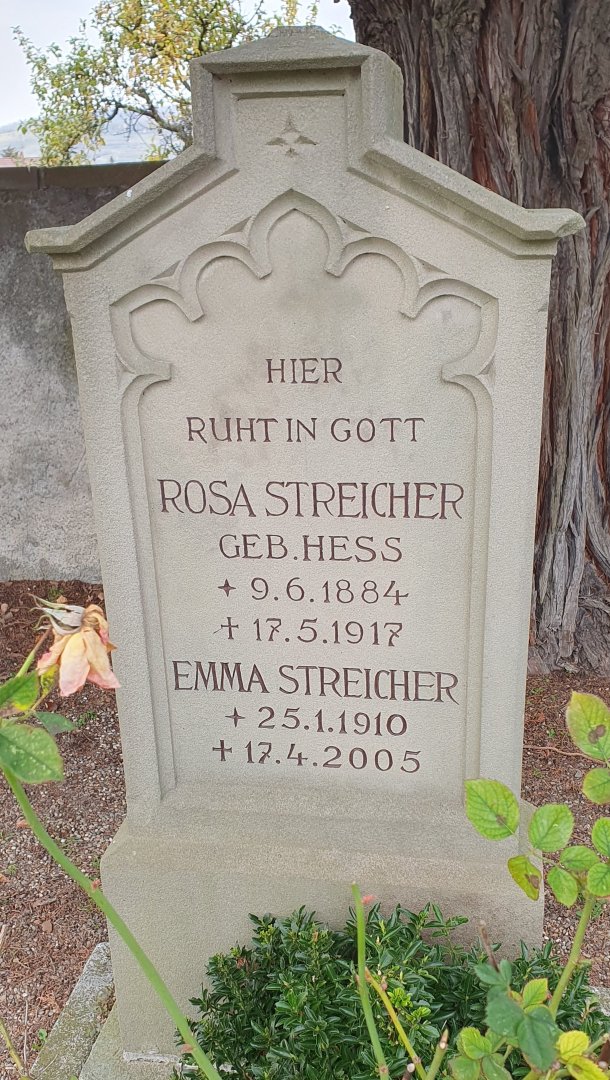 HIER
RUHT IN GOTT
ROSA STREICHER
GEB. HESS
✦ 9.6.1884
✝ 17.5.1917
EMMA STREICHER
✦ 25.1.1910
✝ 17.4.2005